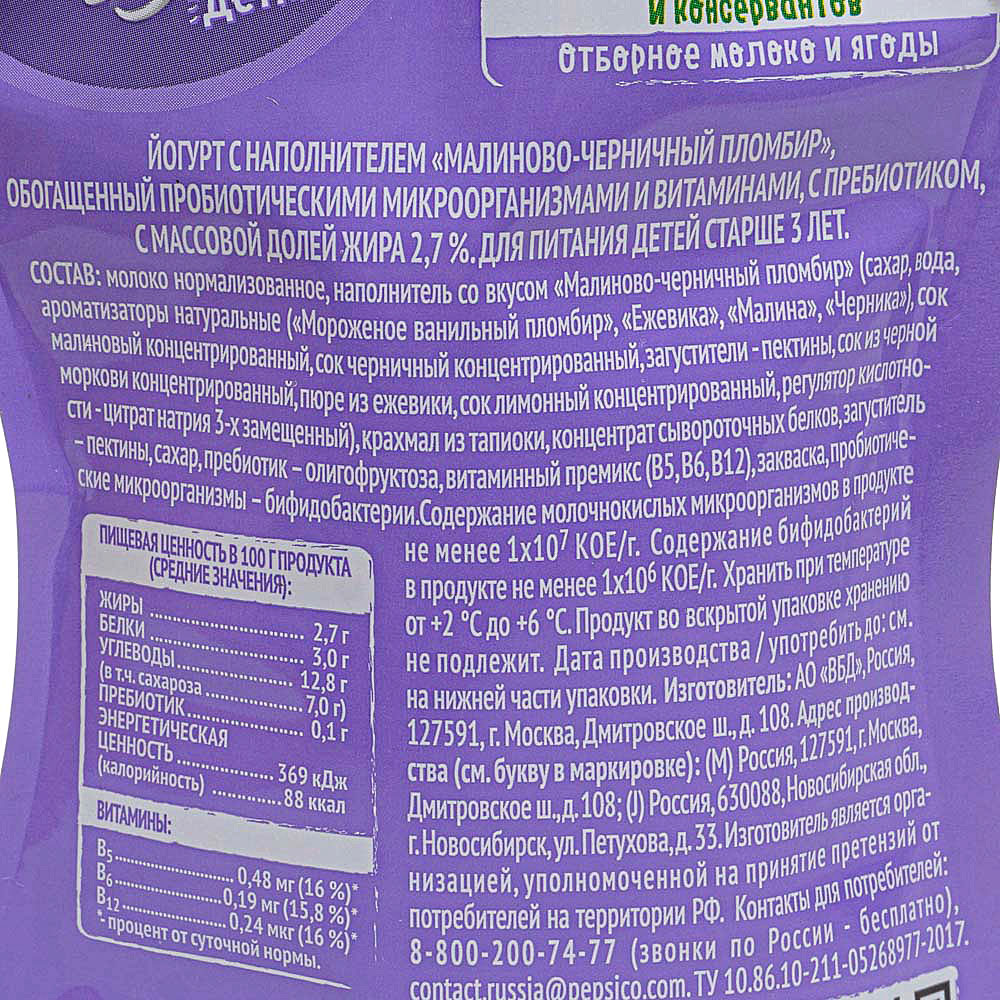 и консервантов
отборное молоко и ягоды
ЙОГУРТ С НАПОЛНИТЕЛЕМ «МАЛИНОВО-ЧЕРНИЧНЫЙ ПЛОМБИР»,
ОБОГАЩЕННЫЙ ПРОБИОТИЧЕСКИМИ МИКРООРГАНИЗМАМИ И ВИТАМИНАМИ, С ПРЕБИОТИКОМ,
С МАССОВОЙ ДОЛЕЙ ЖИРА 2,7 %. ДЛЯ ПИТАНИЯ ДЕТЕЙ СТАРШЕ 3 ЛЕТ.
СОСТАВ: молоко нормализованное, наполнитель со вкусом «Малиново-черничный пломбир» (сахар, вода,
ароматизаторы натуральные («Мороженое ванильный пломбир», «Ежевика», «Малина», «Черника»), сок
малиновый концентрированный, сок черничный концентрированный, загустители - пектины, сок из черной
моркови концентрированный, пюре из ежевики, сок лимонный концентрированный, регулятор кислотно-
сти - цитрат натрия 3-х замещенный), крахмал из тапиоки, концентрат сывороточных белков, загуститель
– пектины, сахар, пребиотик – олигофруктоза, витаминный премикс (В5, В6, В12), закваска, пробиотиче-
ские микроорганизмы – бифидобактерии. Содержание молочнокислых микроорганизмов в продукте
не менее 1х10⁷ КОЕ/г. Содержание бифидобактерий
в продукте не менее 1х10⁶ КОЕ/г. Хранить при температуре
от +2 °С до +6 °С. Продукт во вскрытой упаковке хранению
не подлежит. Дата производства / употребить до: см.
на нижней части упаковки. Изготовитель: АО «ВБД», Россия,
127591, г. Москва, Дмитровское ш., д. 108. Адрес производ-
ства (см. букву в маркировке): (М) Россия, 127591, г. Москва,
Дмитровское ш., д. 108; (J) Россия, 630088, Новосибирская обл.,
г. Новосибирск, ул. Петухова, д. 33. Изготовитель является орга-
низацией, уполномоченной на принятие претензий от
потребителей на территории РФ. Контакты для потребителей:
8-800-200-74-77 (звонки по России - бесплатно),
contact.russia@pepsico.com. ТУ 10.86.10-211-05268977-2017.
ПИЩЕВАЯ ЦЕННОСТЬ В 100 Г ПРОДУКТА
(СРЕДНИЕ ЗНАЧЕНИЯ):
ЖИРЫ ........ 2,7 г
БЕЛКИ ........ 3,0 г
УГЛЕВОДЫ ........ 12,8 г
(в т.ч. сахароза ........ 7,0 г)
ПРЕБИОТИК ........ 0,1 г
ЭНЕРГЕТИЧЕСКАЯ
ЦЕННОСТЬ ........ 369 кДж
(калорийность) ........ 88 ккал
ВИТАМИНЫ:
В5 ........ 0,48 мг (16 %)*
В6 ........ 0,19 мг (15,8 %)*
В12 ........ 0,24 мкг (16 %)*
*- процент от суточной нормы.